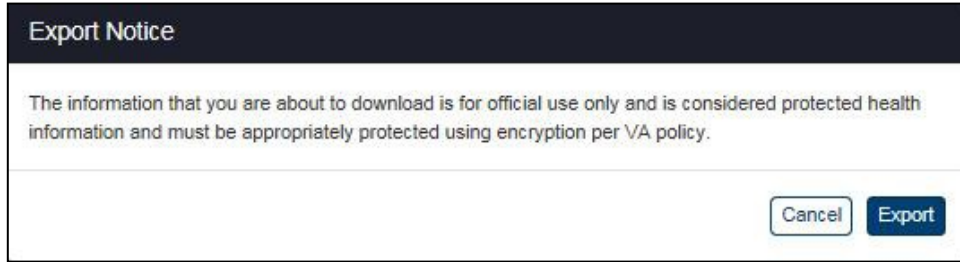 Export Notice
The information that you are about to download is for official use only and is considered protected health
information and must be appropriately protected using encryption per VA policy.
Cancel Export